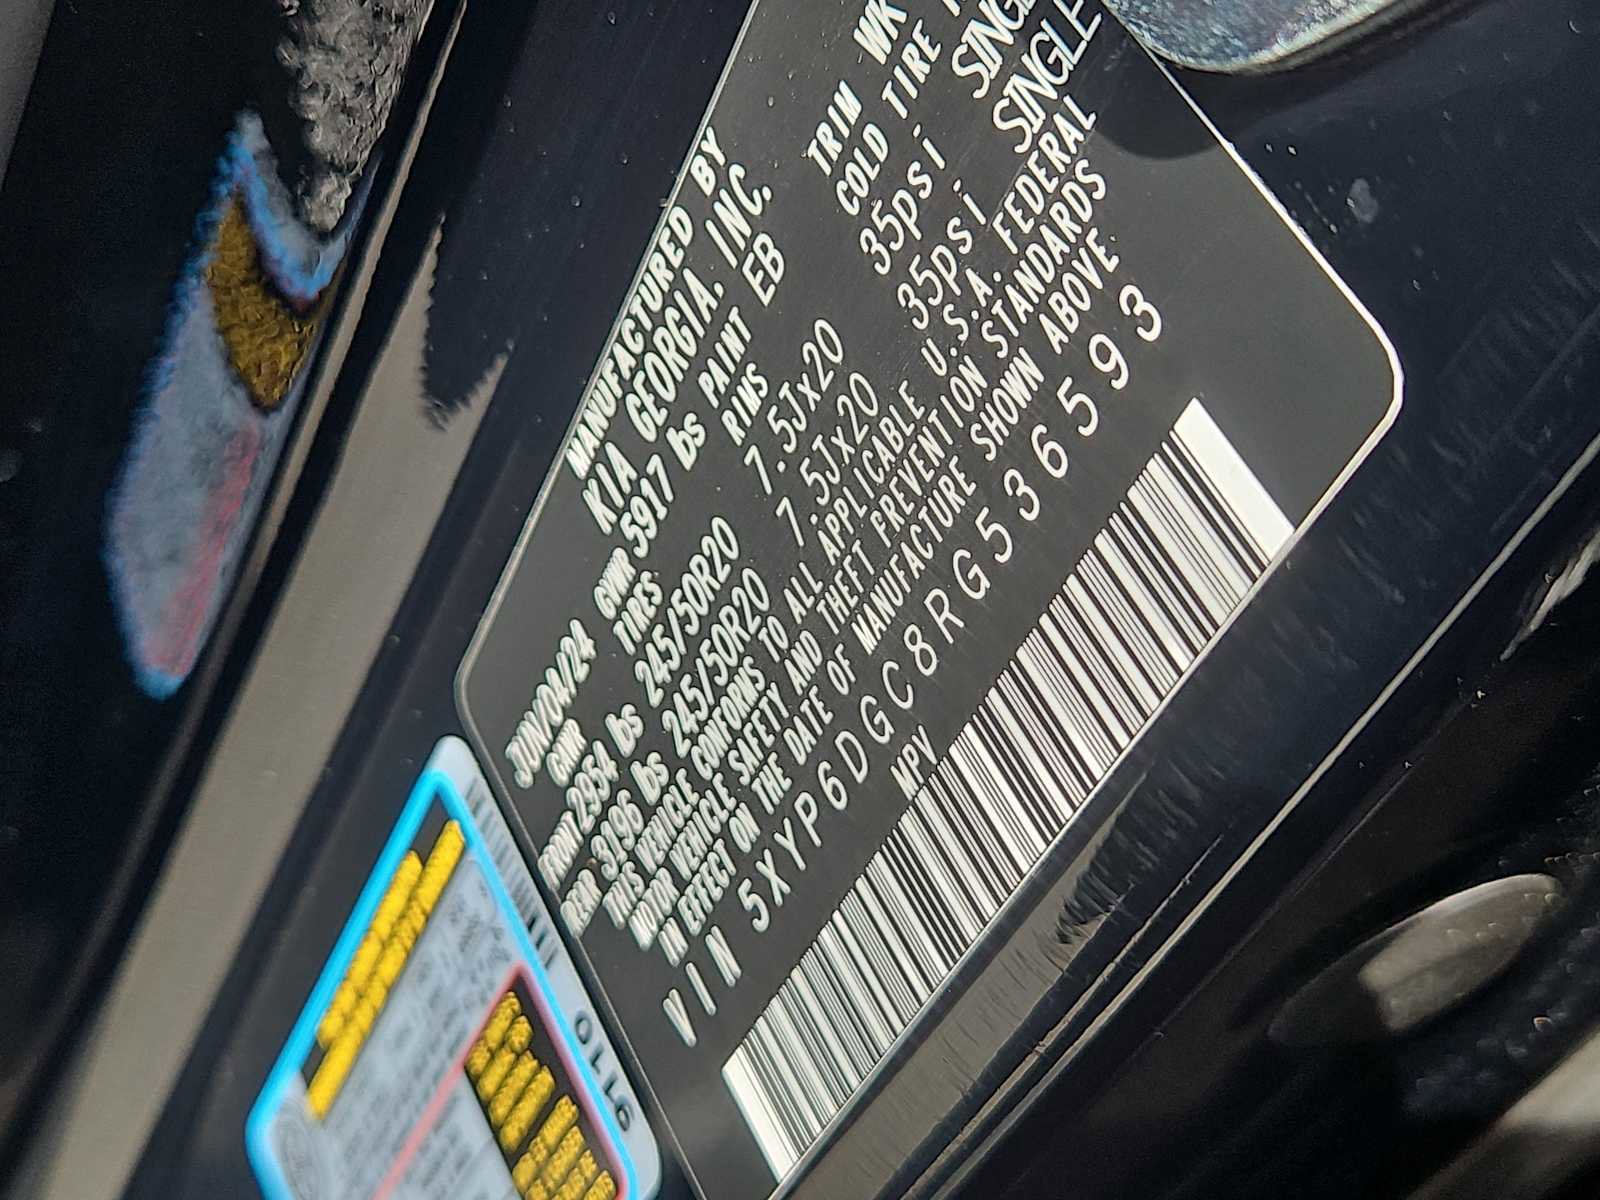 MANUFACTURED BY
KIA GEORGIA, INC.
JUN/04/24 GVWR 5917 lbs PAINT EB TRIM WK
GAWR TIRES RIMS COLD TIRE
FRNT 2954 lbs 245/50R20 7.5Jx20 35psi SINGLE
REAR 3196 lbs 245/50R20 7.5Jx20 35psi SINGLE
THIS VEHICLE CONFORMS TO ALL APPLICABLE U.S.A. FEDERAL
MOTOR VEHICLE SAFETY AND THEFT PREVENTION STANDARDS
IN EFFECT ON THE DATE OF MANUFACTURE SHOWN ABOVE.
VIN 5XYP6DGC8RG536593
MPV